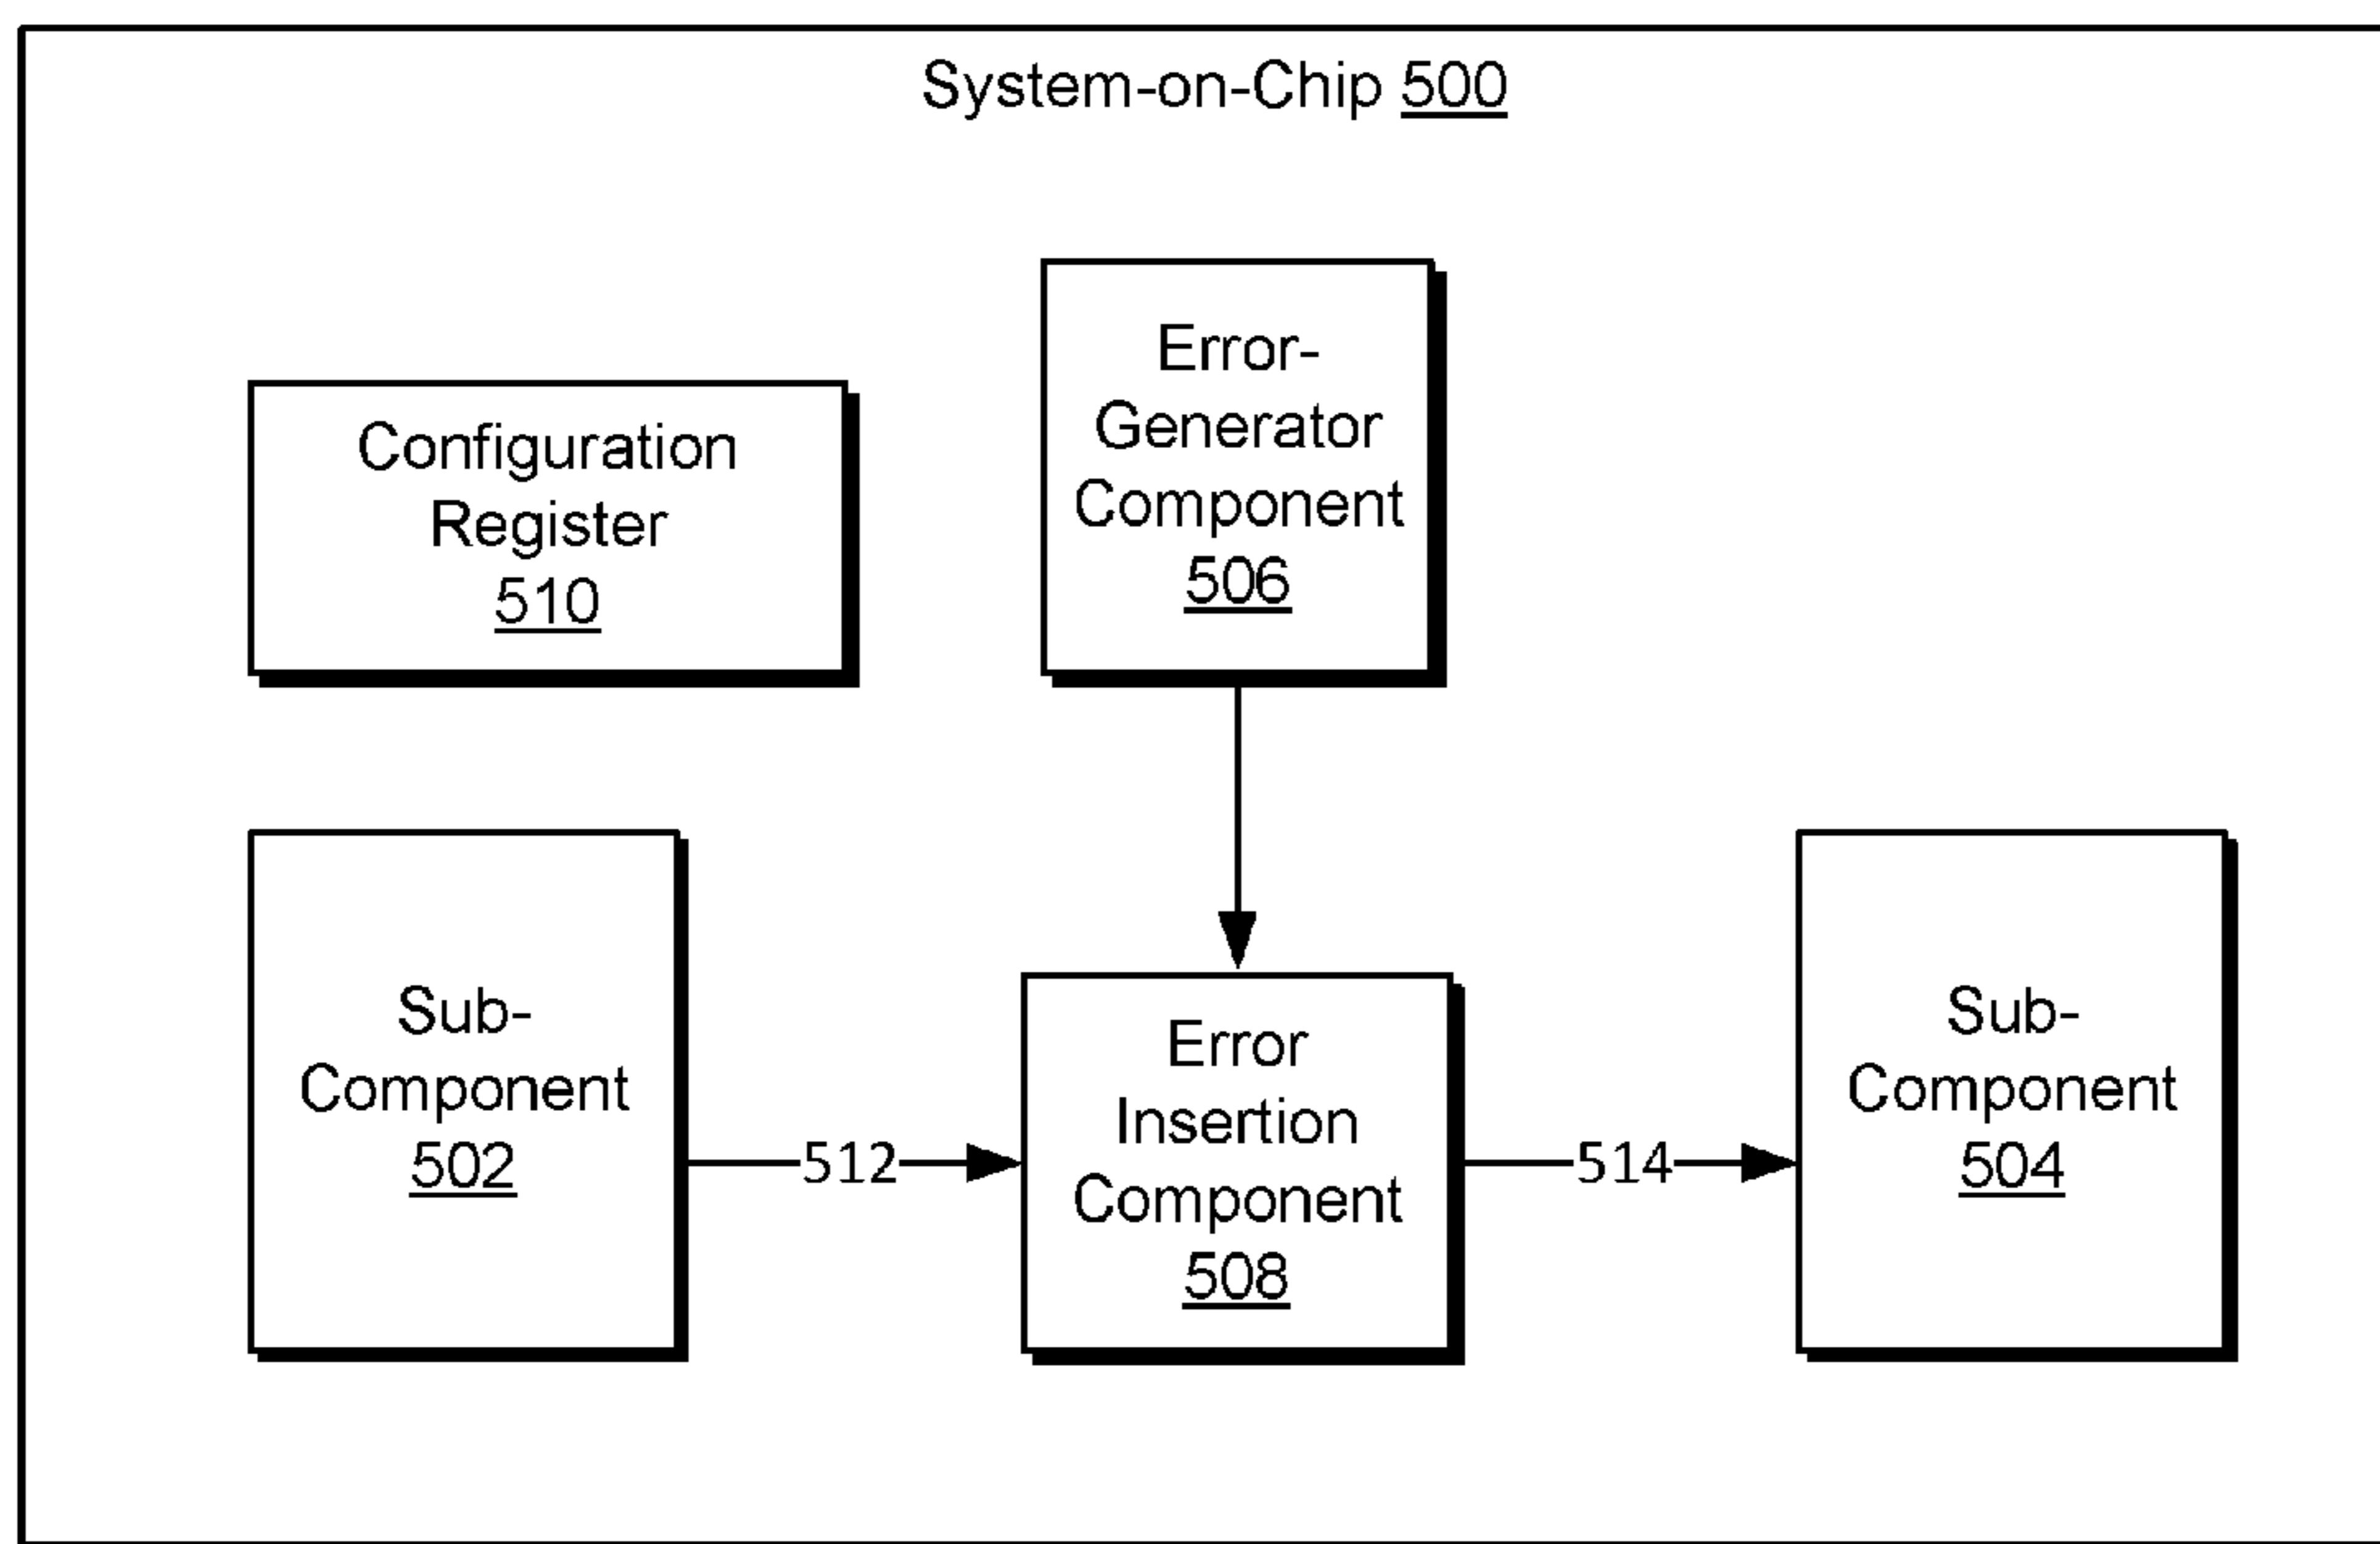 System-on-Chip 500
Configuration
Register
510
Error-
Generator
Component
506
Sub-
Component
502
512
Error
Insertion
Component
508
514
Sub-
Component
504